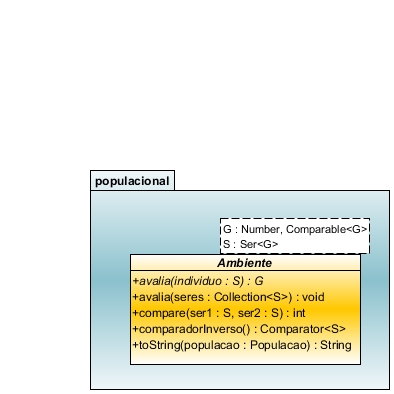 populacional
G : Number, Comparable<G>
S : Ser<G>
Ambiente
+avalia(individuo : S) : G
+avalia(seres : Collection<S>) : void
+compare(ser1 : S, ser2 : S) : int
+comparadorInverso() : Comparator<S>
+toString(populacao : Populacao) : String